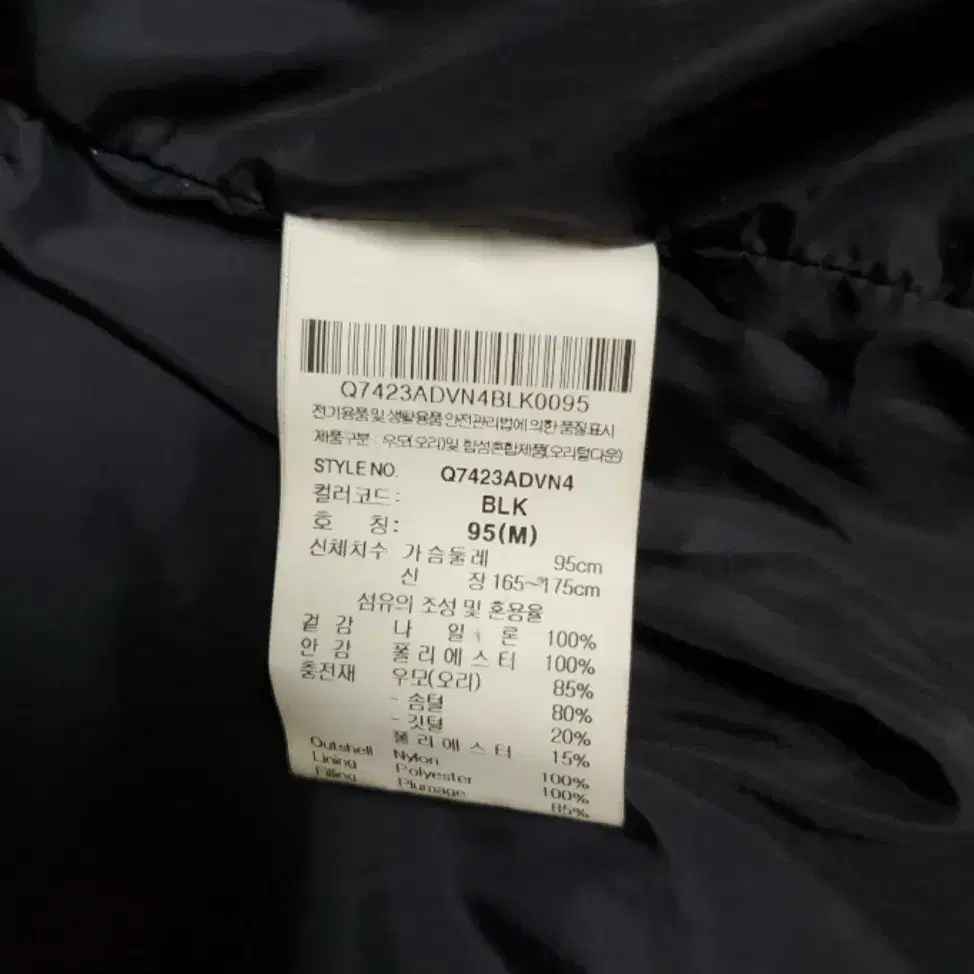 Q7423ADVN4BLK0095
전기용품 및 생활용품 안전관리법에 의한 품질표시
제품구분 : 우모(오리)및 합성혼합제품(오리털다운)
STYLE NO. Q7423ADVN4
컬러코드: BLK
호 칭: 95(M)
신체치수 가슴둘레 95cm
신 장 165~175cm
섬유의 조성 및 혼용율
겉 감 나 일 론 100%
안 감 폴리에스터 100%
충전재 우모(오리) 85%
- 솜털 80%
- 깃털 20%
폴리에스터 15%
Outshell Nylon 100%
Lining Polyester 100%
Filling Plumage 85%